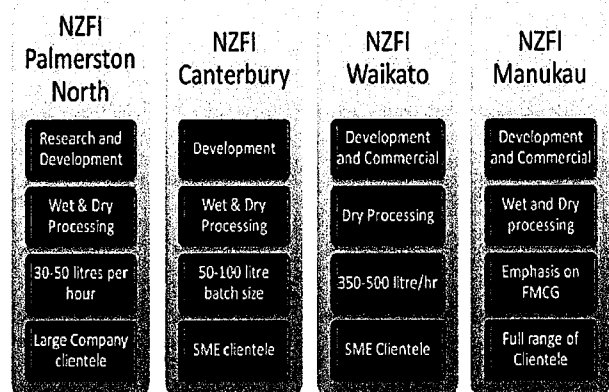 NZFI
Palmerston
North
Research and
Development
Wet & Dry
Processing
30-50 litres per
hour
Large Company
clientele
NZFI
Canterbury
Development
Wet & Dry
Processing
50-100 litre
batch size
SME clientele
NZFI
Waikato
Development
and Commercial
Dry Processing
350-500 litre/hr
SME Clientele
NZFI
Manukau
Development
and Commercial
Wet and Dry
processing
Emphasis on
FMCG
Full range of
Clientele